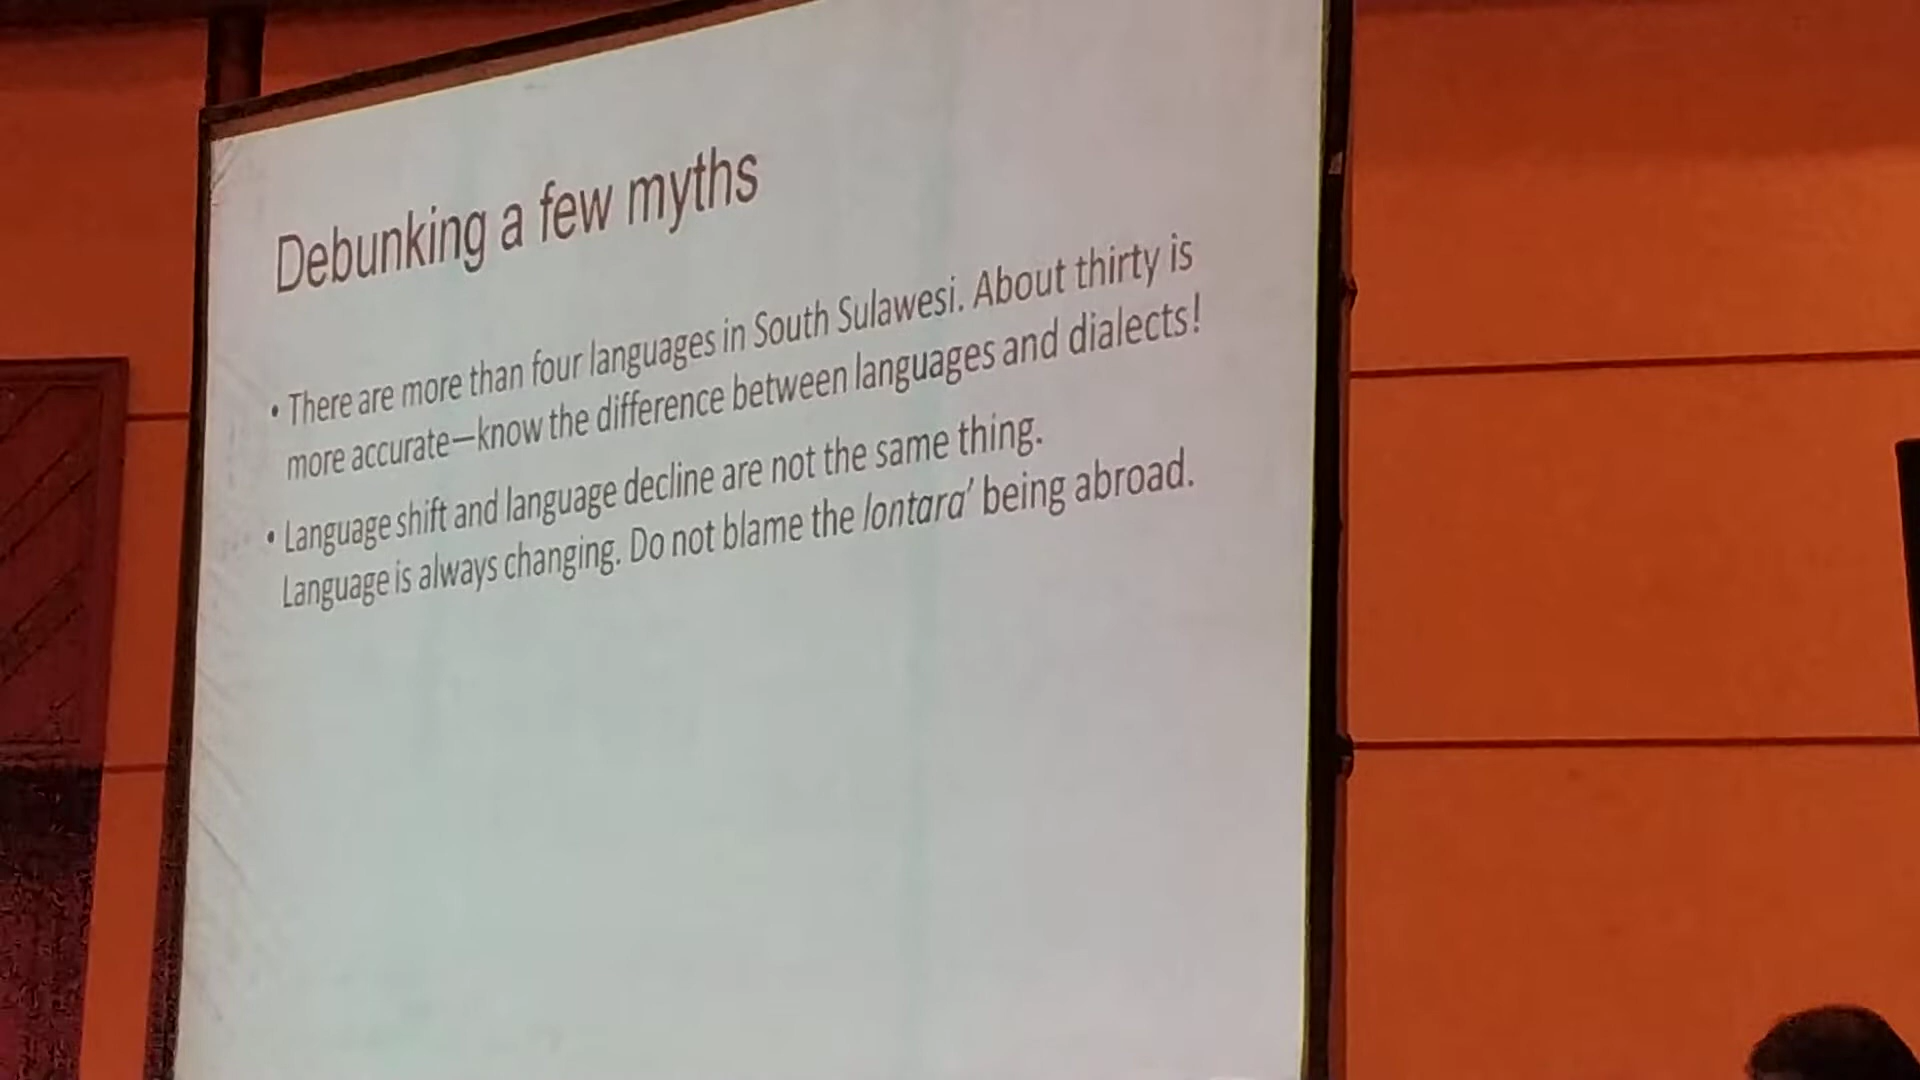 Debunking a few myths
• There are more than four languages in South Sulawesi. About thirty is
more accurate—know the difference between languages and dialects!
• Language shift and language decline are not the same thing.
Language is always changing. Do not blame the lontara’ being abroad.